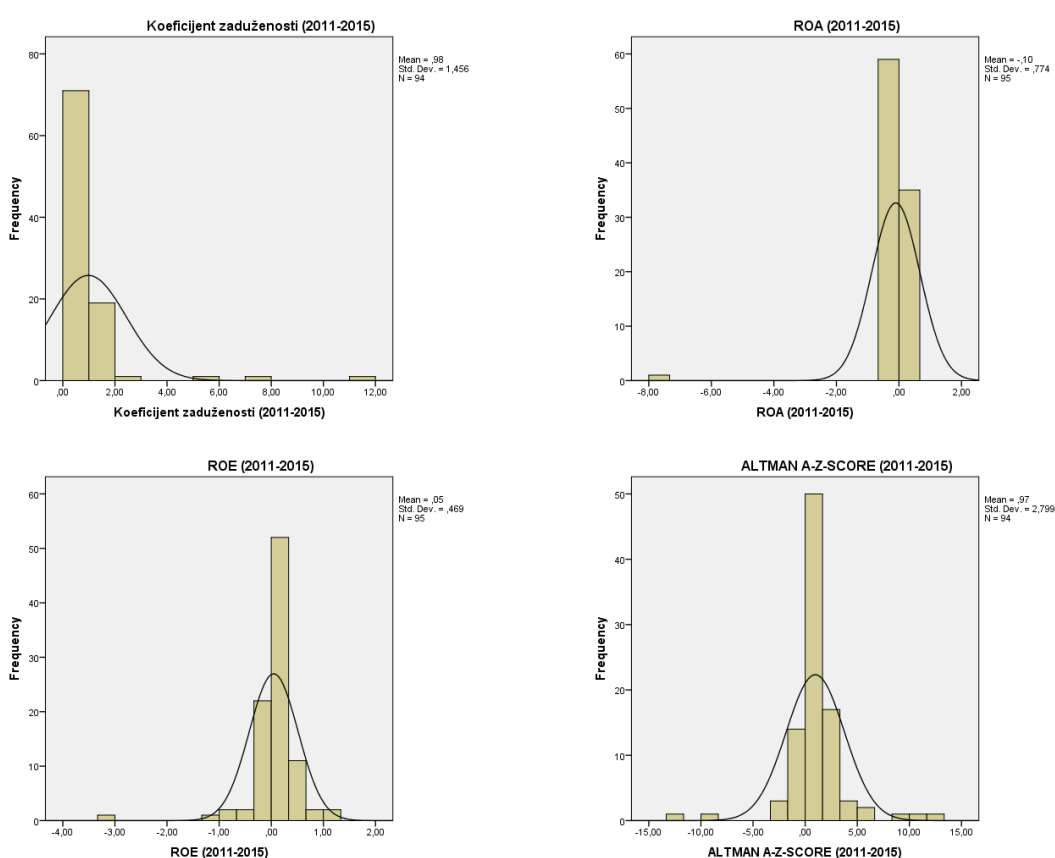 Koeficijent zaduženosti (2011-2015)
Mean = ,98
Std. Dev. = 1,456
N = 94
Frequency
80
60
40
20
0
,00 2,00 4,00 6,00 8,00 10,00 12,00
Koeficijent zaduženosti (2011-2015)
ROA (2011-2015)
Mean = -,10
Std. Dev. = ,774
N = 95
Frequency
60
50
40
30
20
10
0
-8,00 -6,00 -4,00 -2,00 ,00 2,00
ROA (2011-2015)
ROE (2011-2015)
Mean = ,05
Std. Dev. = ,469
N = 95
Frequency
60
50
40
30
20
10
0
-4,00 -3,00 -2,00 -1,00 ,00 1,00 2,00
ROE (2011-2015)
ALTMAN A-Z-SCORE (2011-2015)
Mean = ,97
Std. Dev. = 2,799
N = 94
Frequency
50
40
30
20
10
0
-15,00 -10,00 -5,00 ,00 5,00 10,00 15,00
ALTMAN A-Z-SCORE (2011-2015)